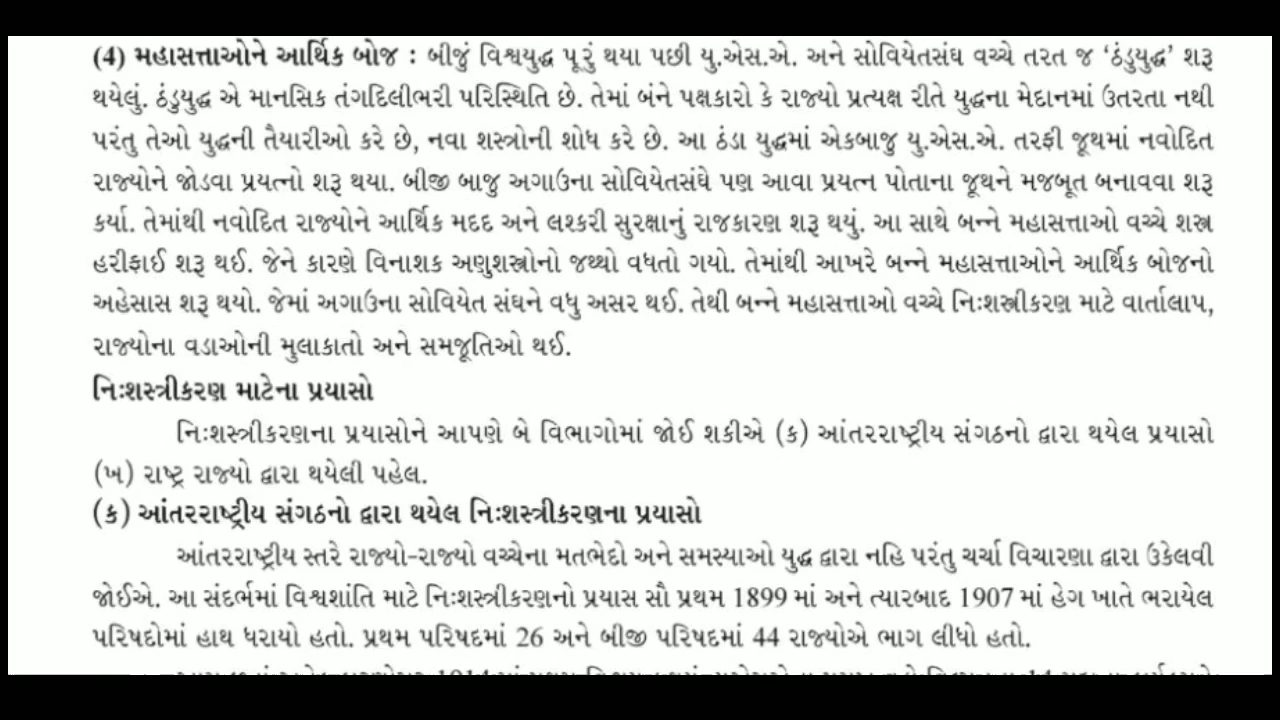 (4) મહાસત્તાઓને આર્થિક બોજ : બીજું વિશ્વયુદ્ધ પૂરું થયા પછી યુ.એસ.એ. અને સોવિયેતસંઘ વચ્ચે તરત જ ‘ઠંડુયુદ્ધ’ શરૂ
થયેલું. ઠંડુયુદ્ધ એ માનસિક તંગદિલીભરી પરિસ્થિતિ છે. તેમાં બંને પક્ષકારો કે રાજ્યો પ્રત્યક્ષ રીતે યુદ્ધના મેદાનમાં ઉતરતા નથી
પરંતુ તેઓ યુદ્ધની તૈયારીઓ કરે છે, નવા શસ્ત્રોની શોધ કરે છે. આ ઠંડા યુદ્ધમાં એકબાજુ યુ.એસ.એ. તરફી જૂથમાં નવોદિત
રાજ્યોને જોડવા પ્રયત્નો શરૂ થયા. બીજી બાજુ અગાઉના સોવિયેતસંઘે પણ આવા પ્રયત્ન પોતાના જૂથને મજબૂત બનાવવા શરૂ
કર્યા. તેમાંથી નવોદિત રાજ્યોને આર્થિક મદદ અને લશ્કરી સુરક્ષાનું રાજકારણ શરૂ થયું. આ સાથે બન્ને મહાસત્તાઓ વચ્ચે શસ્ત્ર
હરીફાઈ શરૂ થઈ. જેને કારણે વિનાશક અણુશસ્ત્રોનો જથ્થો વધતો ગયો. તેમાંથી આખરે બન્ને મહાસત્તાઓને આર્થિક બોજનો
અહેસાસ શરૂ થયો. જેમાં અગાઉના સોવિયેત સંઘને વધુ અસર થઈ. તેથી બન્ને મહાસત્તાઓ વચ્ચે નિઃશસ્ત્રીકરણ માટે વાર્તાલાપ,
રાજ્યોના વડાઓની મુલાકાતો અને સમજૂતિઓ થઈ.
નિઃશસ્ત્રીકરણ માટેના પ્રયાસો
નિઃશસ્ત્રીકરણના પ્રયાસોને આપણે બે વિભાગોમાં જોઈ શકીએ (ક) આંતરરાષ્ટ્રીય સંગઠનો દ્વારા થયેલ પ્રયાસો
(ખ) રાષ્ટ્ર રાજ્યો દ્વારા થયેલી પહેલ.
(ક) આંતરરાષ્ટ્રીય સંગઠનો દ્વારા થયેલ નિઃશસ્ત્રીકરણના પ્રયાસો
આંતરરાષ્ટ્રીય સ્તરે રાજ્યો-રાજ્યો વચ્ચેના મતભેદો અને સમસ્યાઓ યુદ્ધ દ્વારા નહિ પરંતુ ચર્ચા વિચારણા દ્વારા ઉકેલવી
જોઈએ. આ સંદર્ભમાં વિશ્વશાંતિ માટે નિઃશસ્ત્રીકરણનો પ્રયાસ સૌ પ્રથમ 1899 માં અને ત્યારબાદ 1907 માં હેગ ખાતે ભરાયેલ
પરિષદોમાં હાથ ધરાયો હતો. પ્રથમ પરિષદમાં 26 અને બીજી પરિષદમાં 44 રાજ્યોએ ભાગ લીધો હતો.